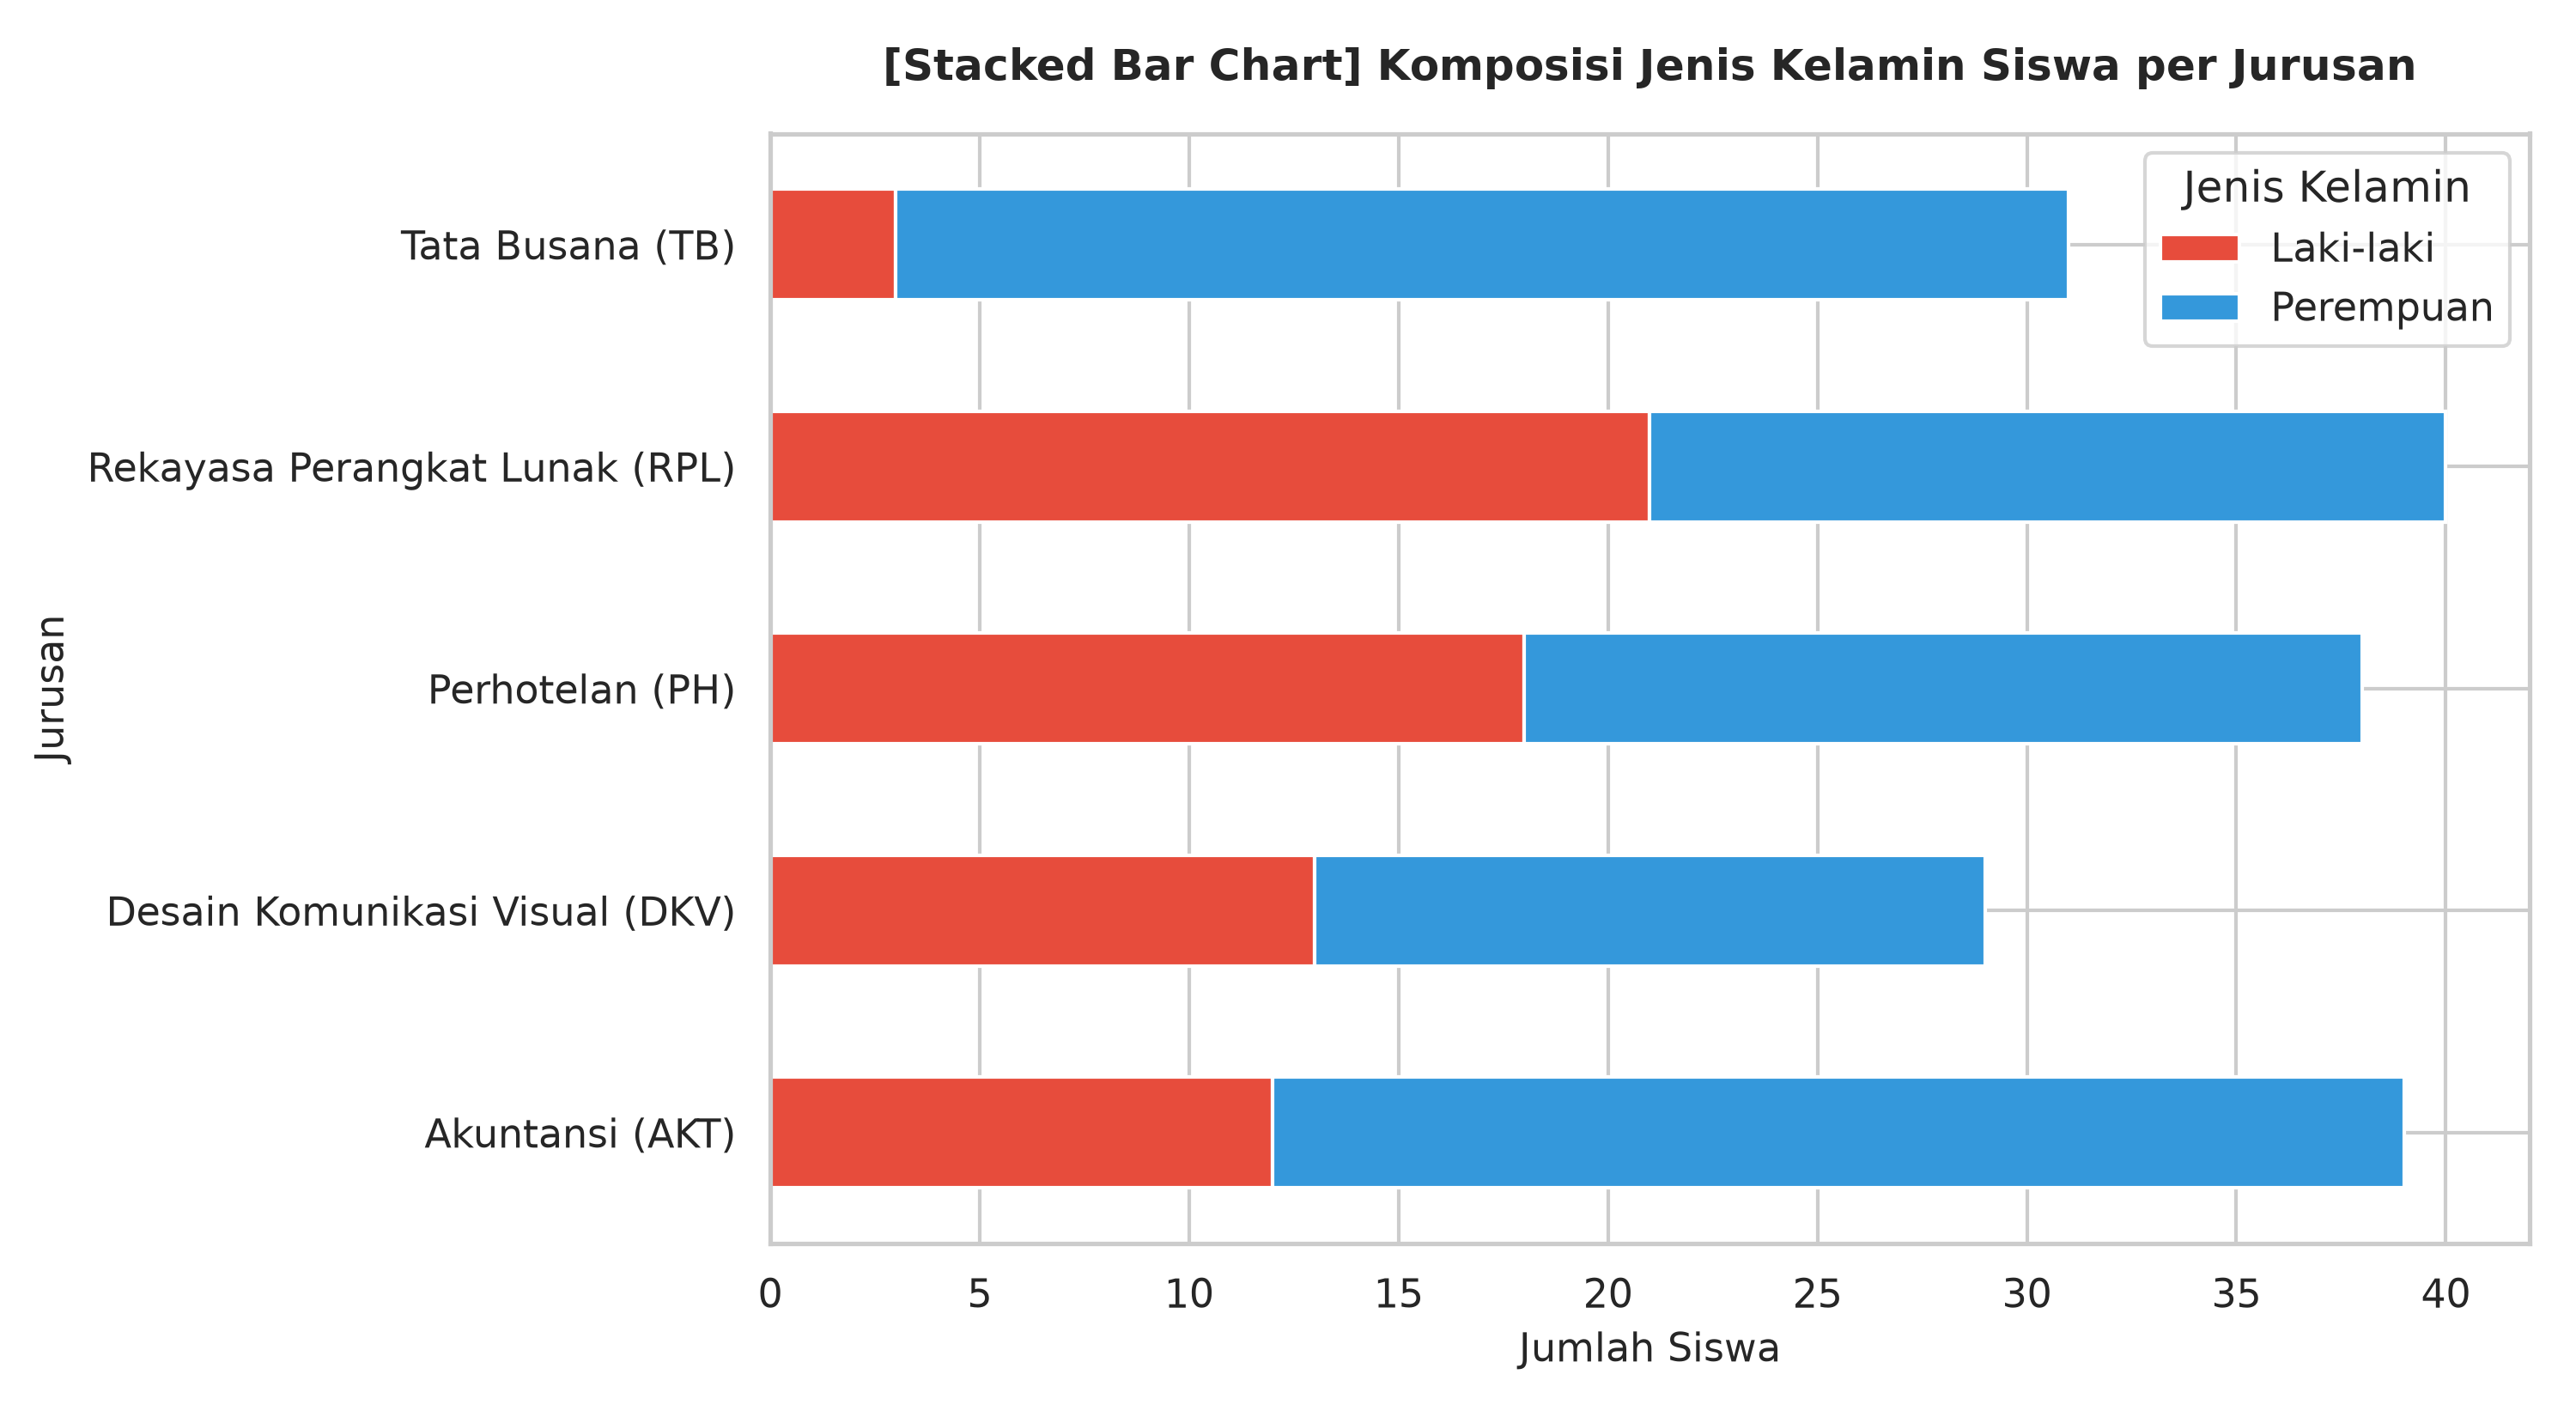 [Stacked Bar Chart] Komposisi Jenis Kelamin Siswa per Jurusan
Jenis Kelamin
Laki-laki
Perempuan
Tata Busana (TB)
Rekayasa Perangkat Lunak (RPL)
Perhotelan (PH)
Desain Komunikasi Visual (DKV)
Akuntansi (AKT)
Jurusan
0 5 10 15 20 25 30 35 40
Jumlah Siswa